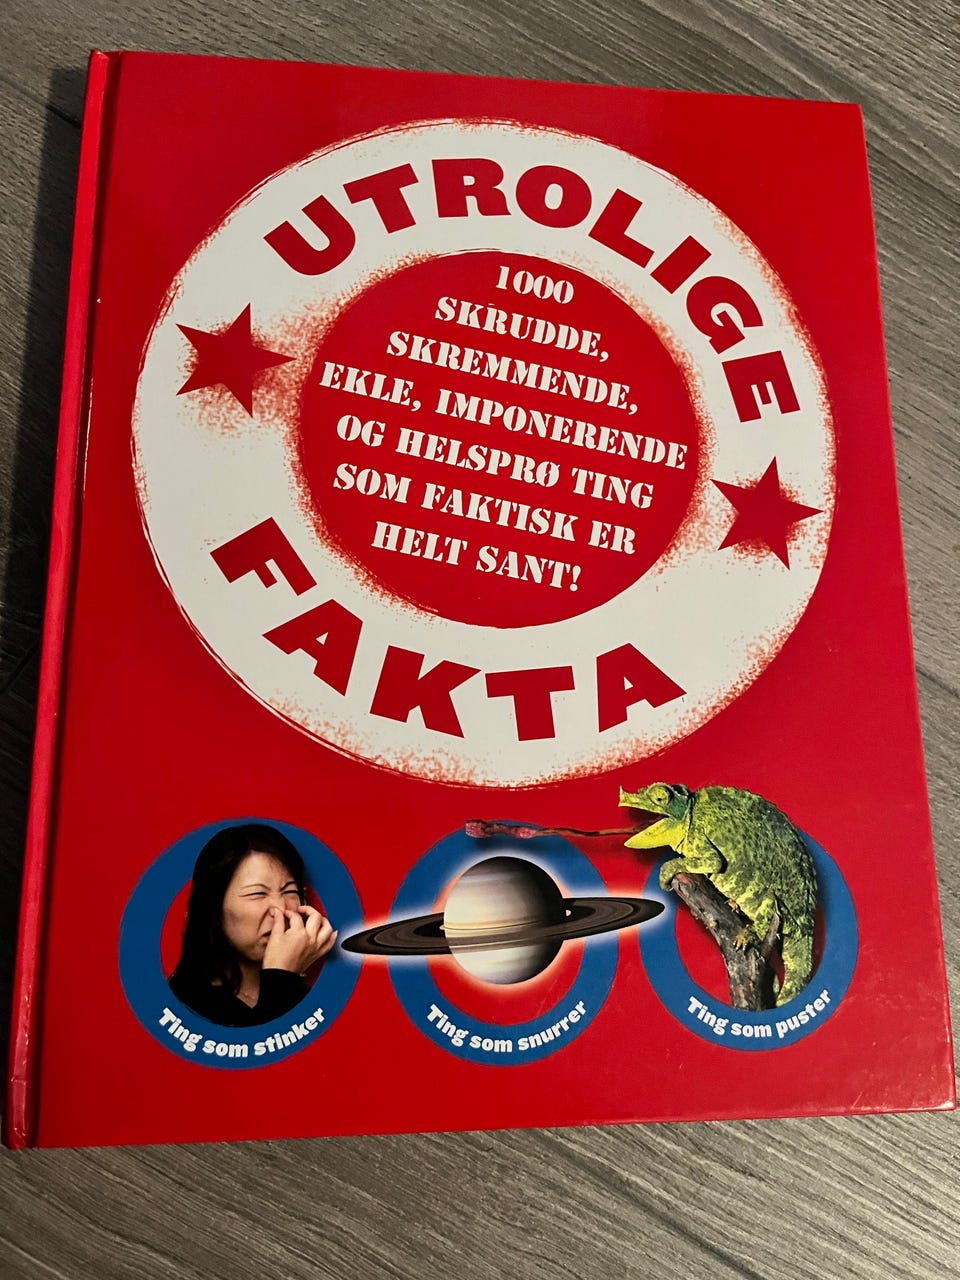 UTROLIGE
1000
SKRUDDE,
SKREMMENDE,
EKLE, IMPONERENDE
OG HELSPRØ TING
SOM FAKTISK ER
HELT SANT!
FAKTA
Ting som stinker
Ting som snurrer
Ting som puster